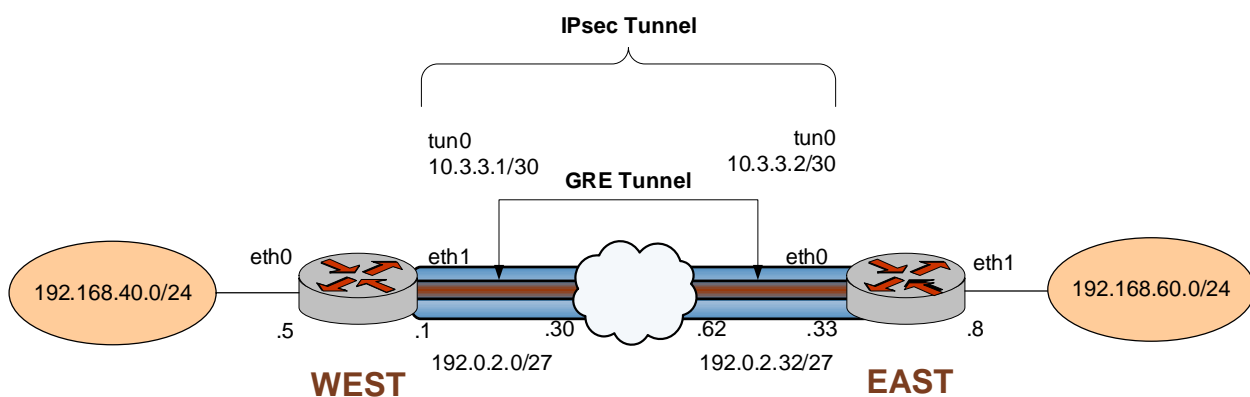 IPsec Tunnel
tun0
10.3.3.1/30
tun0
10.3.3.2/30
GRE Tunnel
eth0
eth1
eth0
eth1
192.168.40.0/24
192.168.60.0/24
.5
.1
.30
.62
.33
.8
192.0.2.0/27
192.0.2.32/27
WEST
EAST